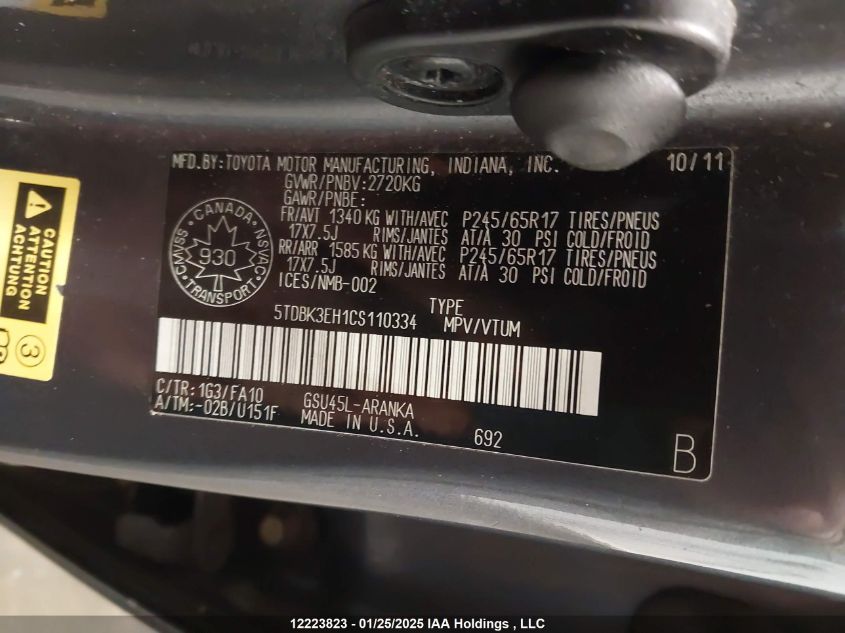 MFD.BY:TOYOTA MOTOR MANUFACTURING, INDIANA, INC. 10/11
GVWR/PNBV:2720KG
GAWR/PNBE:
FR/AVT 1340 KG WITH/AVEC P245/65R17 TIRES/PNEUS
17X7.5J RIMS/JANTES AT/A 30 PSI COLD/FROID
RR/ARR 1585 KG WITH/AVEC P245/65R17 TIRES/PNEUS
17X7.5J RIMS/JANTES AT/A 30 PSI COLD/FROID
ICES/NMB-002
CANADA
CMVSS 930 NSVAC
TRANSPORT
5TDBK3EH1CS110334 TYPE
MPV/VTUM
C/TR:1G3/FA10
A/TM:-02B/U151F
GSU45L-ARANKA
MADE IN U.S.A.
692
B
CAUTION
ATTENTION
ACHTUNG
3
12223823 - 01/25/2025 IAA Holdings , LLC